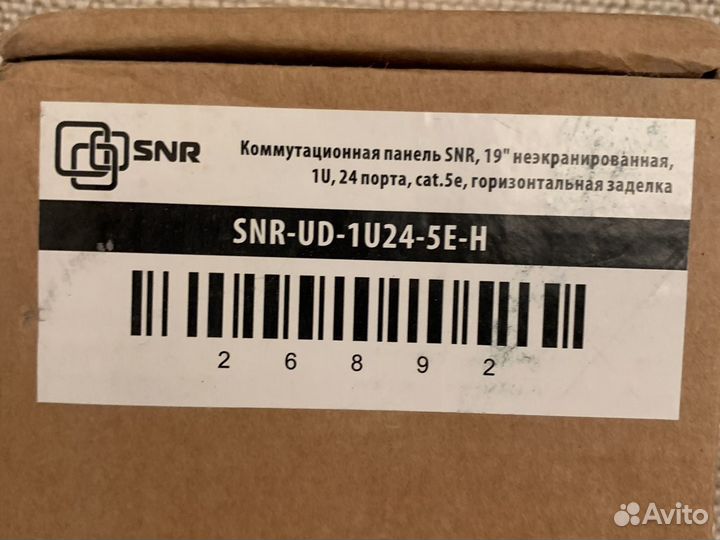 SNR
Коммутационная панель SNR, 19" неэкранированная,
1U, 24 порта, cat.5e, горизонтальная заделка
SNR-UD-1U24-5E-H
2 6 8 9 2
Avito